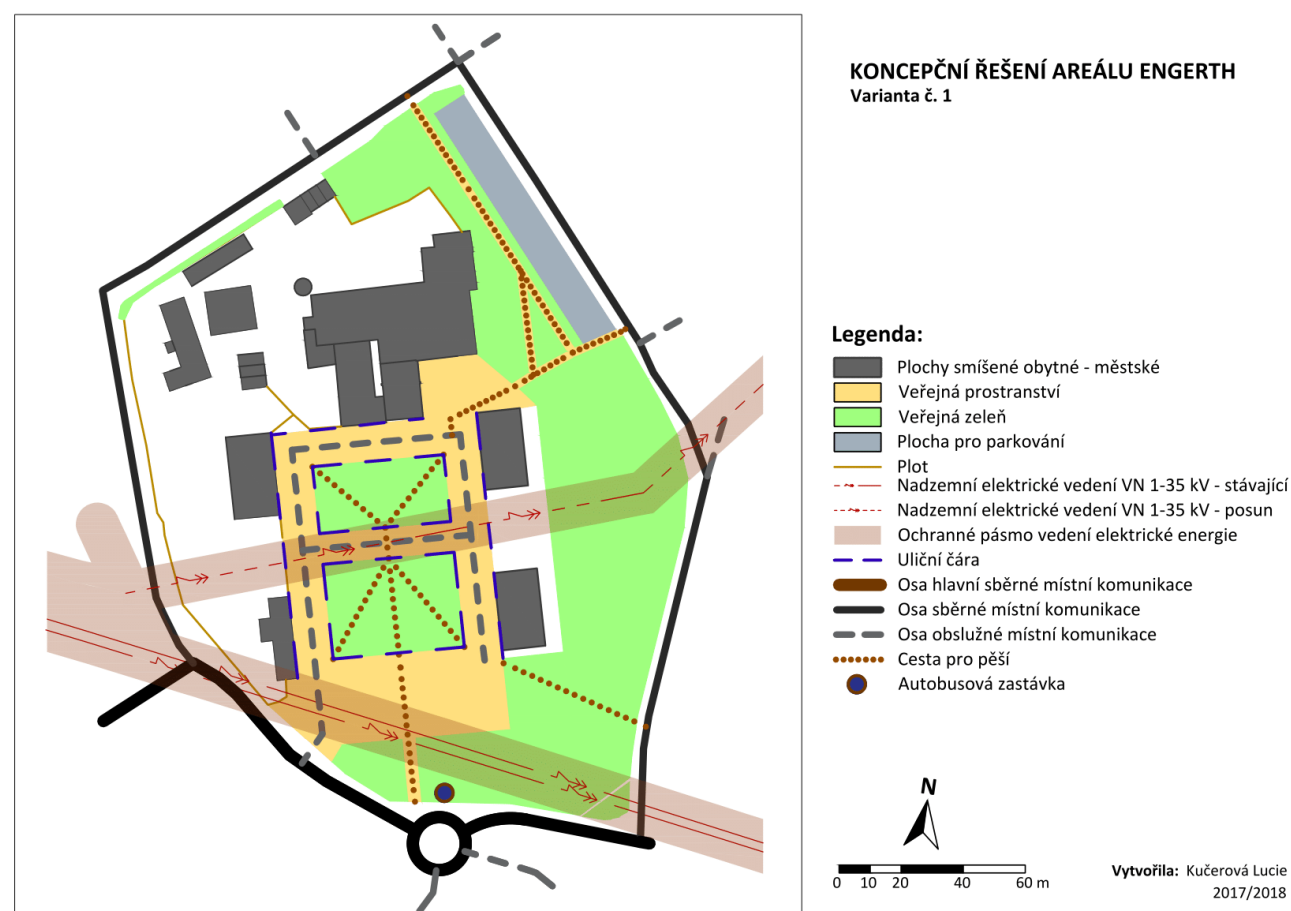 KONCEPČNÍ ŘEŠENÍ AREÁLU ENGERTH
Varianta č. 1
Legenda:
Plochy smíšené obytné - městské
Veřejná prostranství
Veřejná zeleň
Plocha pro parkování
Plot
Nadzemní elektrické vedení VN 1-35 kV - stávající
Nadzemní elektrické vedení VN 1-35 kV - posun
Ochranné pásmo vedení elektrické energie
Uliční čára
Osa hlavní sběrné místní komunikace
Osa sběrné místní komunikace
Osa obslužné místní komunikace
Cesta pro pěší
Autobusová zastávka
N
0 10 20 40 60 m
Vytvořila: Kučerová Lucie
2017/2018